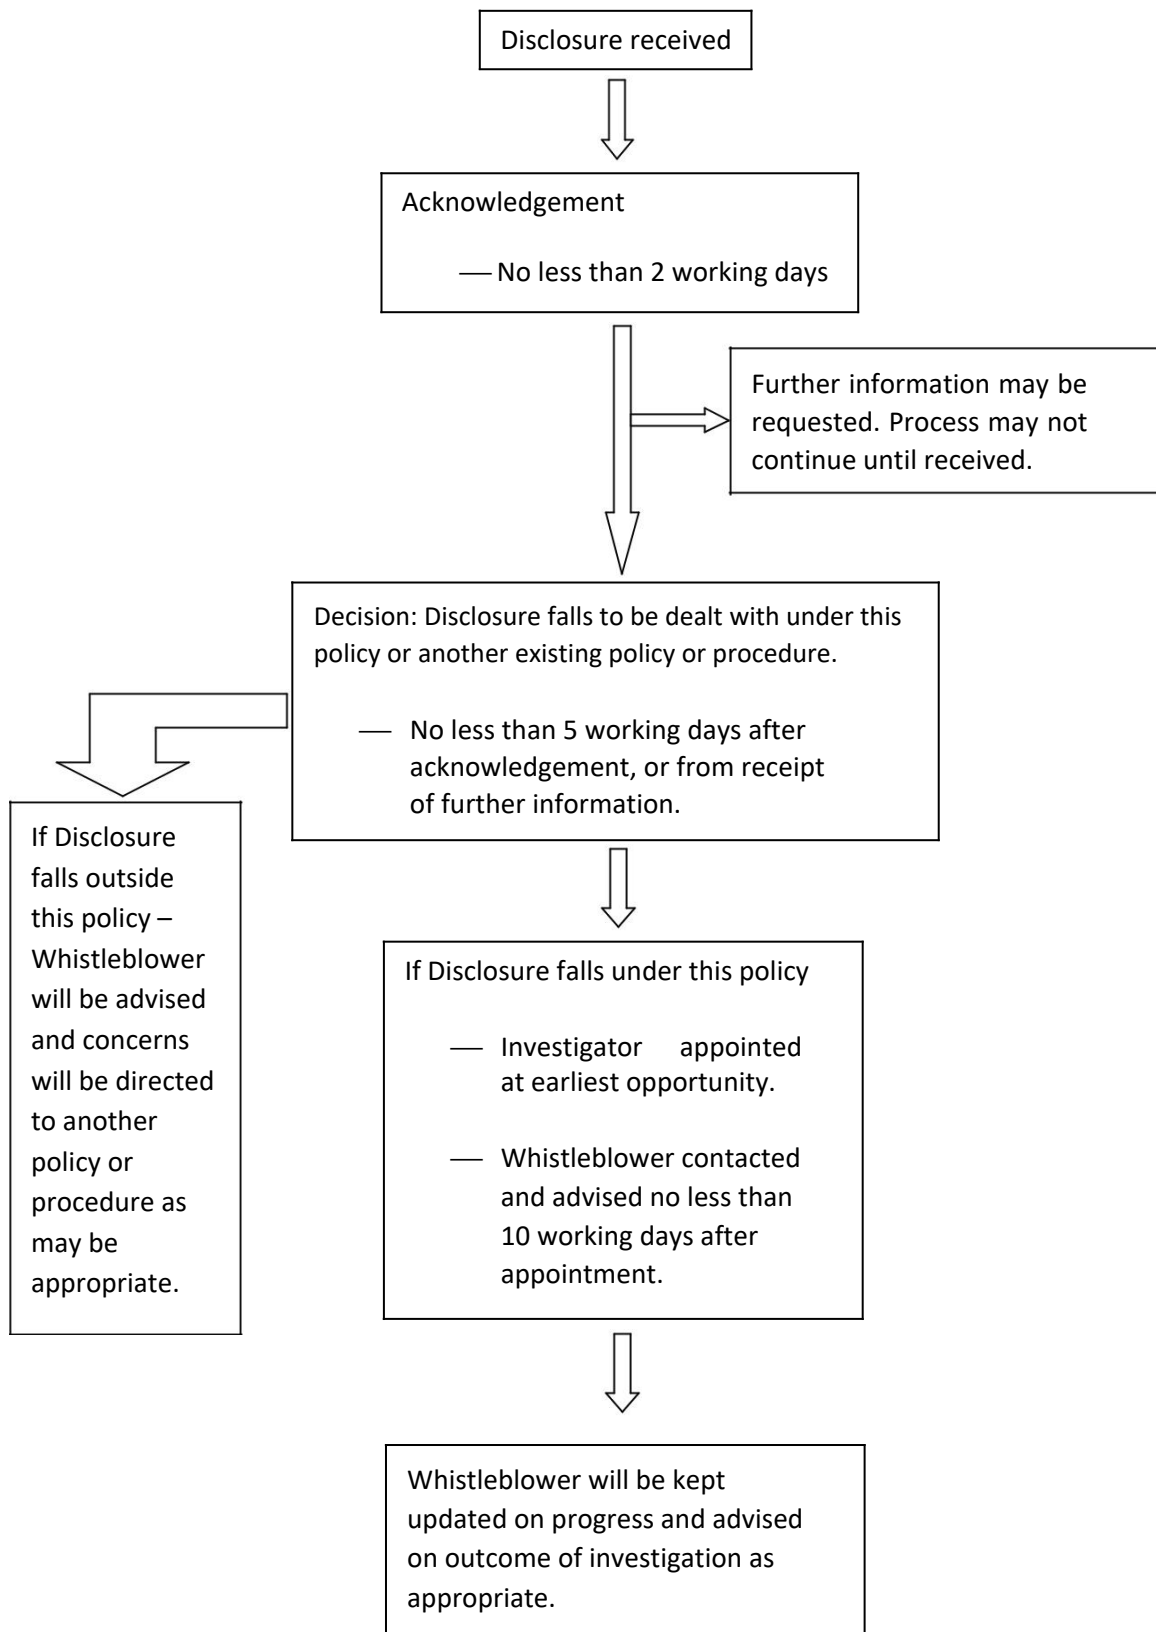 Disclosure received
Acknowledgement
— No less than 2 working days
Further information may be
requested. Process may not
continue until received.
Decision: Disclosure falls to be dealt with under this
policy or another existing policy or procedure.
— No less than 5 working days after
acknowledgement, or from receipt
of further information.
If Disclosure
falls outside
this policy –
Whistleblower
will be advised
and concerns
will be directed
to another
policy or
procedure as
may be
appropriate.
If Disclosure falls under this policy
— Investigator appointed
at earliest opportunity.
— Whistleblower contacted
and advised no less than
10 working days after
appointment.
Whistleblower will be kept
updated on progress and advised
on outcome of investigation as
appropriate.